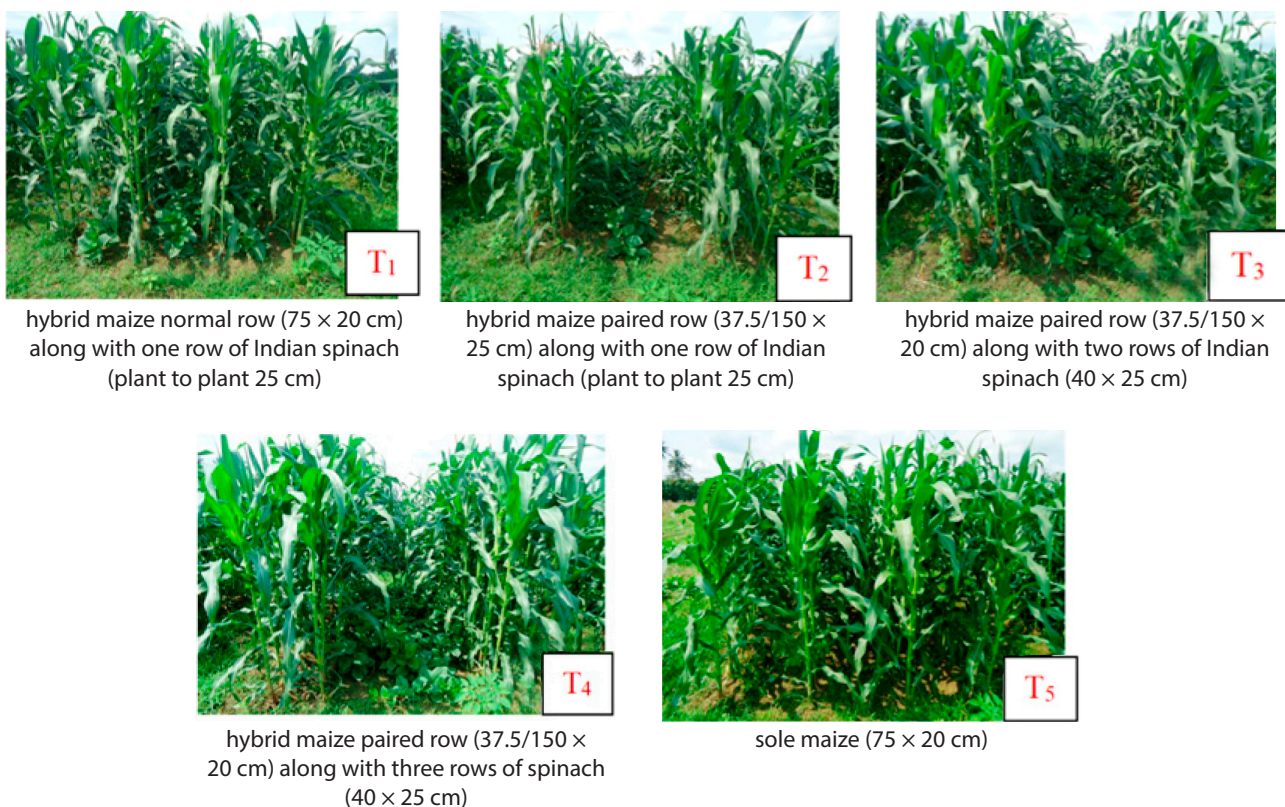 T1
T2
T3
hybrid maize normal row (75 × 20 cm)
along with one row of Indian spinach
(plant to plant 25 cm)
hybrid maize paired row (37.5/150 ×
25 cm) along with one row of Indian
spinach (plant to plant 25 cm)
hybrid maize paired row (37.5/150 ×
20 cm) along with two rows of Indian
spinach (40 × 25 cm)
T4
T5
hybrid maize paired row (37.5/150 ×
20 cm) along with three rows of spinach
(40 × 25 cm)
sole maize (75 × 20 cm)